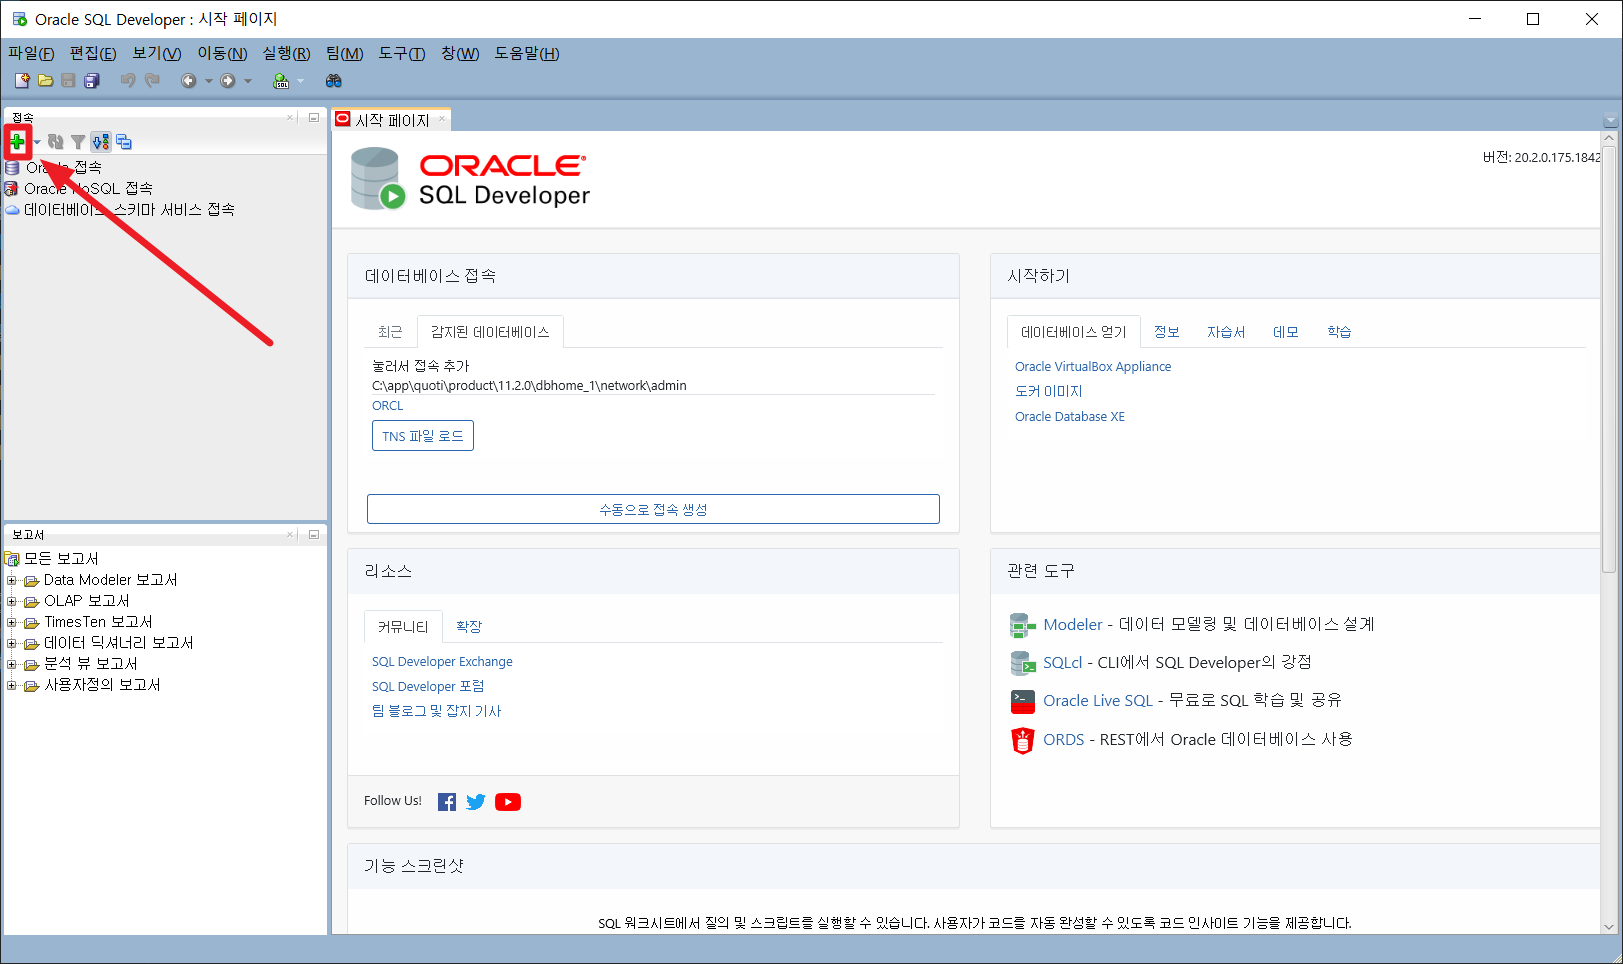 Oracle SQL Developer : 시작 페이지
파일(F) 편집(E) 보기(V) 이동(N) 실행(R) 팀(M) 도구(T) 창(W) 도움말(H)
접속
Oracle 접속
Oracle NoSQL 접속
데이터베이스 스키마 서비스 접속
보고서
모든 보고서
Data Modeler 보고서
OLAP 보고서
TimesTen 보고서
데이터 딕셔너리 보고서
분석 뷰 보고서
사용자정의 보고서
시작 페이지
ORACLE
SQL Developer
버전: 20.2.0.175.1842
데이터베이스 접속
최근 감지된 데이터베이스
눌러서 접속 추가
C:\app\quoti\product\11.2.0\dbhome_1\network\admin
ORCL
TNS 파일 로드
수동으로 접속 생성
시작하기
데이터베이스 얻기 정보 자습서 데모 학습
Oracle VirtualBox Appliance
도커 이미지
Oracle Database XE
리소스
커뮤니티 확장
SQL Developer Exchange
SQL Developer 포럼
팀 블로그 및 잡지 기사
Follow Us!
관련 도구
Modeler - 데이터 모델링 및 데이터베이스 설계
SQLcl - CLI에서 SQL Developer의 강점
Oracle Live SQL - 무료로 SQL 학습 및 공유
ORDS - REST에서 Oracle 데이터베이스 사용
기능 스크린샷
SQL 워크시트에서 질의 및 스크립트를 실행할 수 있습니다. 사용자가 코드를 자동 완성할 수 있도록 코드 인사이트 기능을 제공합니다.